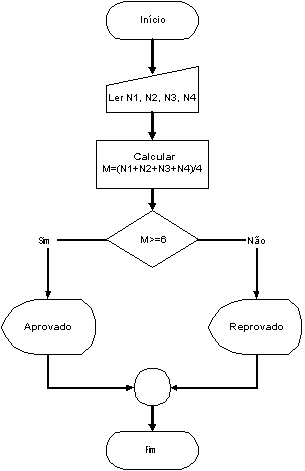 Início
Ler N1, N2, N3, N4
Calcular
M=(N1+N2+N3+N4)/4
M>=6
Sim
Não
Aprovado
Reprovado
Fim